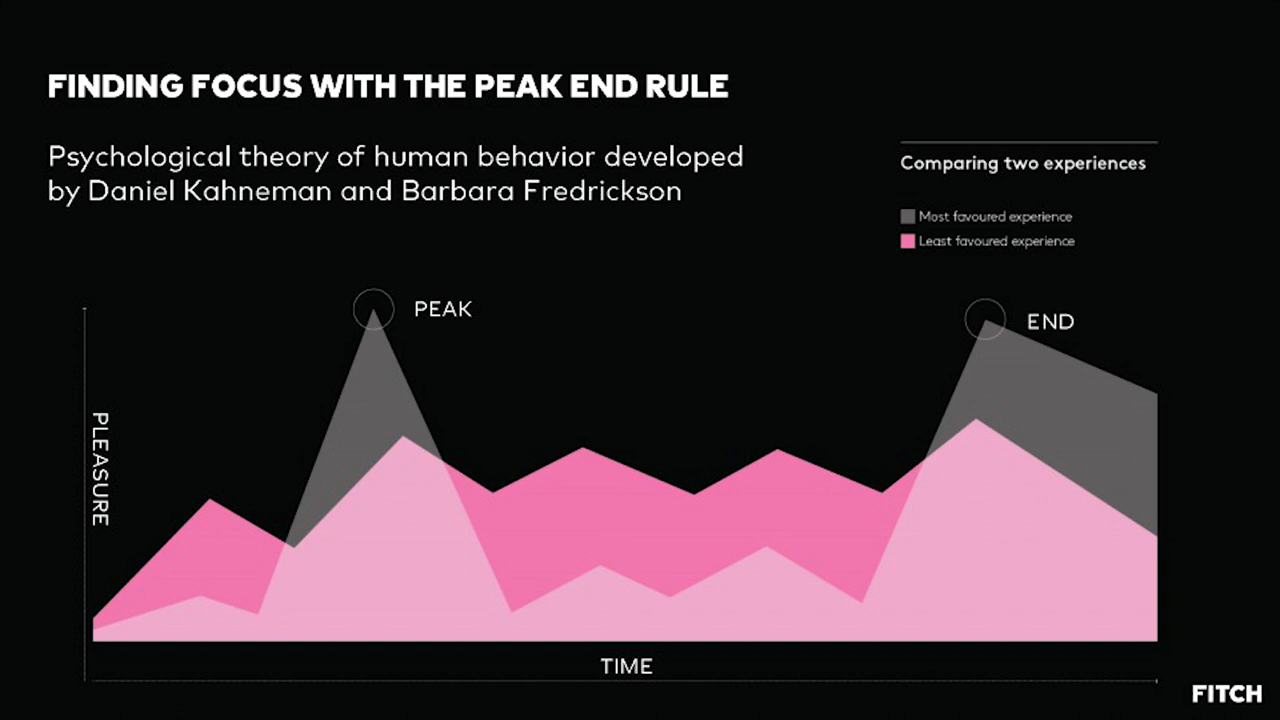 FINDING FOCUS WITH THE PEAK END RULE
Psychological theory of human behavior developed
by Daniel Kahneman and Barbara Fredrickson
Comparing two experiences
Most favoured experience
Least favoured experience
PEAK
END
PLEASURE
TIME
FITCH